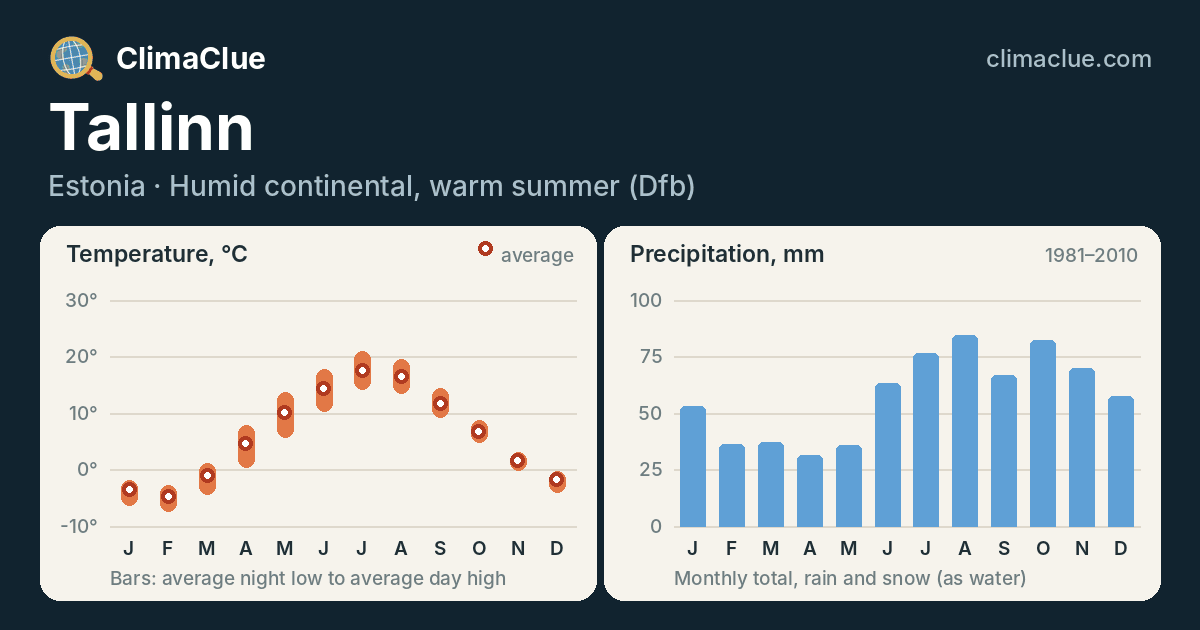 ClimaClue
climaclue.com
Tallinn
Estonia · Humid continental, warm summer (Dfb)
Temperature, °C
average
30°
20°
10°
0°
-10°
J F M A M J J A S O N D
Bars: average night low to average day high
Precipitation, mm
1981–2010
100
75
50
25
0
J F M A M J J A S O N D
Monthly total, rain and snow (as water)